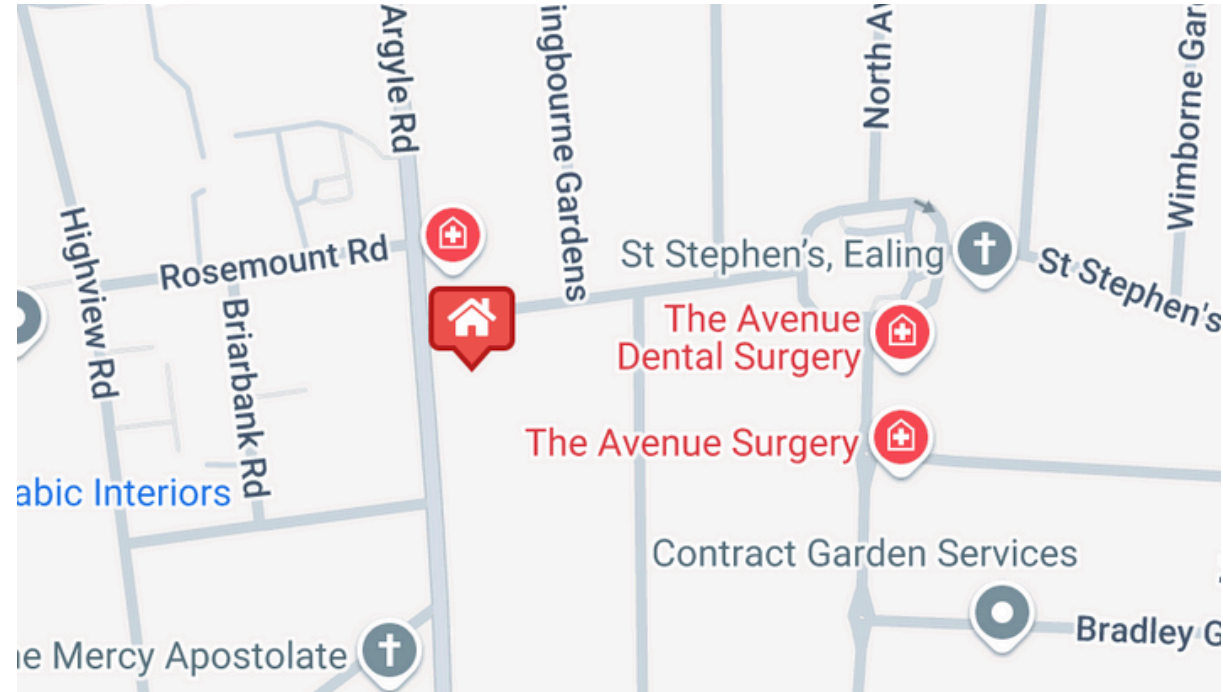 Argyle Rd
ingbourne Gardens
North Av
Wimborne Gar
Highview Rd
Rosemount Rd
Briarbank Rd
St Stephen's, Ealing
St Stephen's
The Avenue
Dental Surgery
The Avenue Surgery
abic Interiors
Contract Garden Services
Bradley G
e Mercy Apostolate